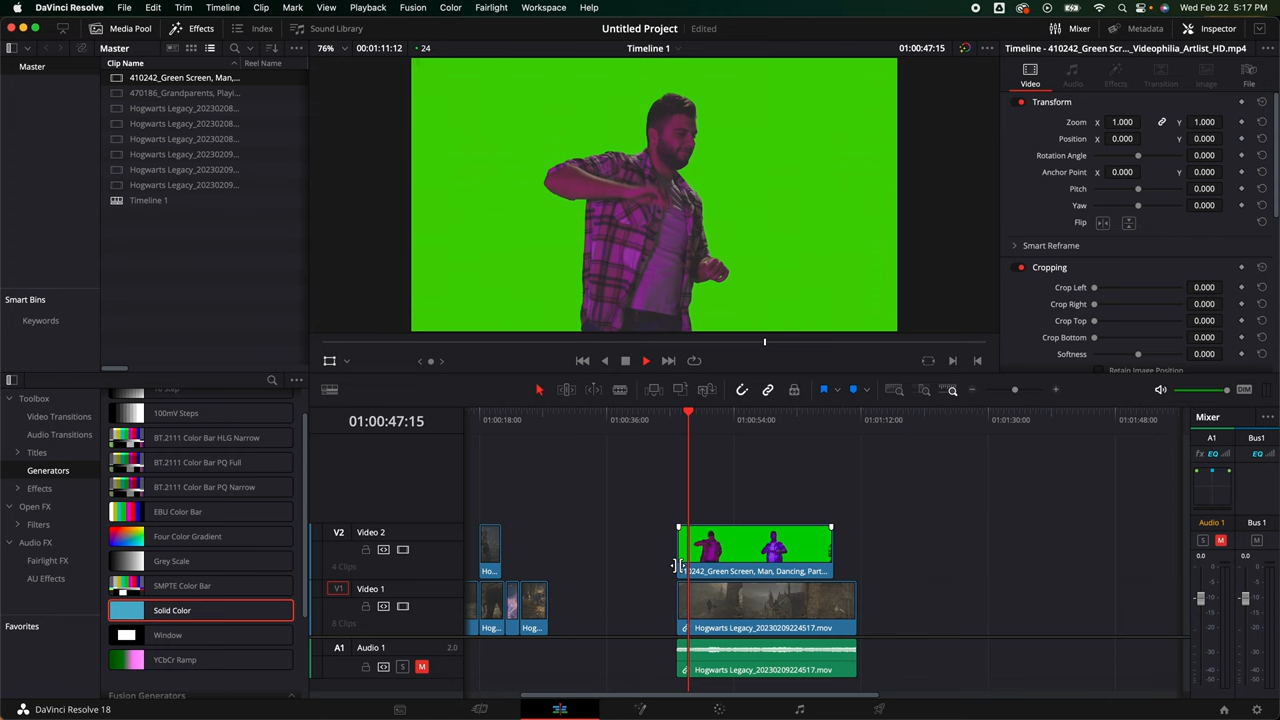 DaVinci Resolve File Edit Trim Timeline Clip Mark View Playback Fusion Color Fairlight Workspace Help Wed Feb 22 5:17 PM
Media Pool Effects Index Sound Library Untitled Project Edited Mixer Metadata Inspector
Master 76% 00:01:11:12 24 Timeline 1 01:00:47:15 Timeline - 410242_Green Scr..._Videophilia_Artlist_HD.mp4
Clip Name Reel Name
Master
410242_Green Screen, Man,...
470186_Grandparents, Playi...
Hogwarts Legacy_20230208...
Hogwarts Legacy_20230208...
Hogwarts Legacy_20230208...
Hogwarts Legacy_20230209...
Hogwarts Legacy_20230209...
Hogwarts Legacy_20230209...
Timeline 1
Smart Bins
Keywords
Video Audio Effects Transition Image File
Transform
Zoom X 1.000 Y 1.000
Position X 0.000 Y 0.000
Rotation Angle 0.000
Anchor Point X 0.000 Y 0.000
Pitch 0.000
Yaw 0.000
Flip
Smart Reframe
Cropping
Crop Left 0.000
Crop Right 0.000
Crop Top 0.000
Crop Bottom 0.000
Softness 0.000
Retain Image Position
Toolbox
Video Transitions
Audio Transitions
Titles
Generators
Effects
Open FX
Filters
Audio FX
Fairlight FX
AU Effects
Favorites
100mV Steps
BT.2111 Color Bar HLG Narrow
BT.2111 Color Bar PQ Full
BT.2111 Color Bar PQ Narrow
EBU Color Bar
Four Color Gradient
Grey Scale
SMPTE Color Bar
Solid Color
Window
YCbCr Ramp
Fusion Generators
DIM
01:00:47:15 01:00:18:00 01:00:36:00 01:00:54:00 01:01:12:00 01:01:30:00 01:01:48:00
V2 Video 2
4 Clips
Ho...
10242_Green Screen, Man, Dancing, Part...
V1 Video 1
8 Clips
Hog... Hog... Hogwarts Legacy_20230209224517.mov
A1 Audio 1 2.0
S M
Hogwarts Legacy_20230209224517.mov
Mixer
A1 Bus1
fx EQ EQ
Audio 1 Bus 1
S M M
0.0 0.0
DaVinci Resolve 18